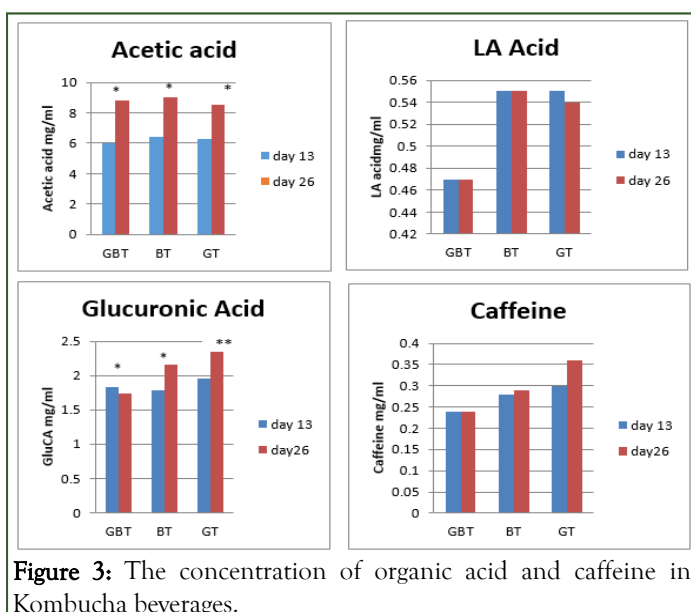 Acetic acid
10
8
6
4
2
0
Acetic acid mg/ml
* * *
GBT BT GT
day 13
day 26
LA Acid
0.56
0.54
0.52
0.5
0.48
0.46
0.44
0.42
LA acidmg/ml
GBT BT GT
day 13
day 26
Glucuronic Acid
2.5
2
1.5
1
0.5
0
GluCA mg/ml
* * **
GBT BT GT
day 13
day26
Caffeine
0.4
0.35
0.3
0.25
0.2
0.15
0.1
0.05
0
Caffeine mg/ml
GBT BT GT
day 13
day26
Figure 3: The concentration of organic acid and caffeine in
Kombucha beverages.